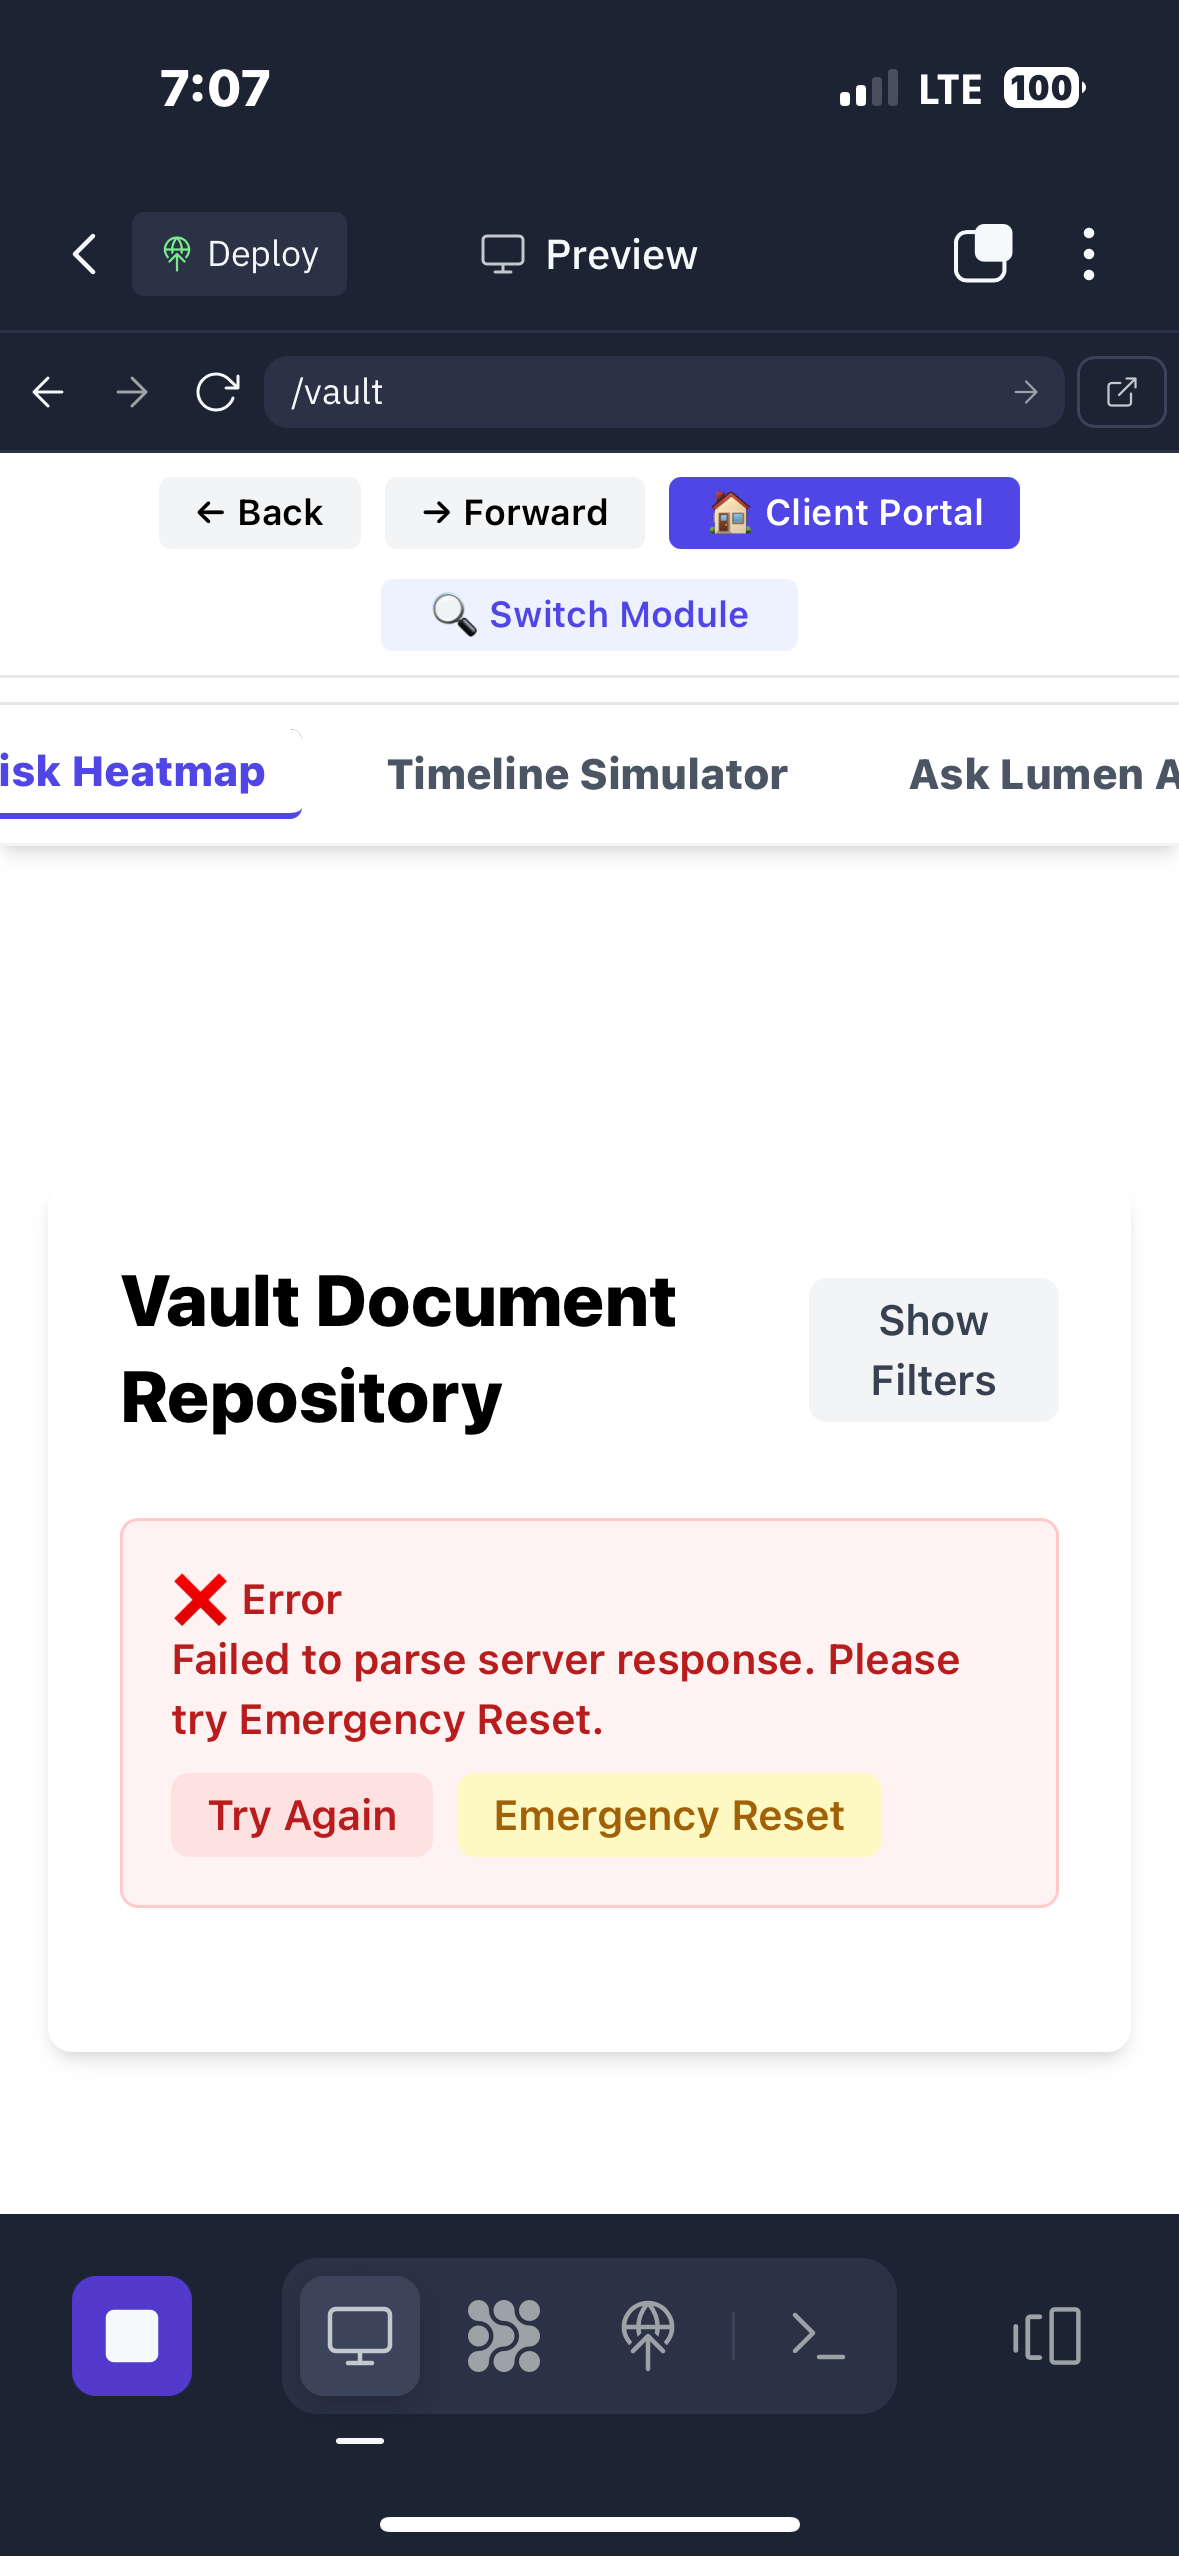 7:07
LTE
100
Deploy
Preview
/vault
← Back
→ Forward
Client Portal
Switch Module
isk Heatmap
Timeline Simulator
Ask Lumen A
Vault Document
Repository
Show
Filters
❌ Error
Failed to parse server response. Please
try Emergency Reset.
Try Again
Emergency Reset